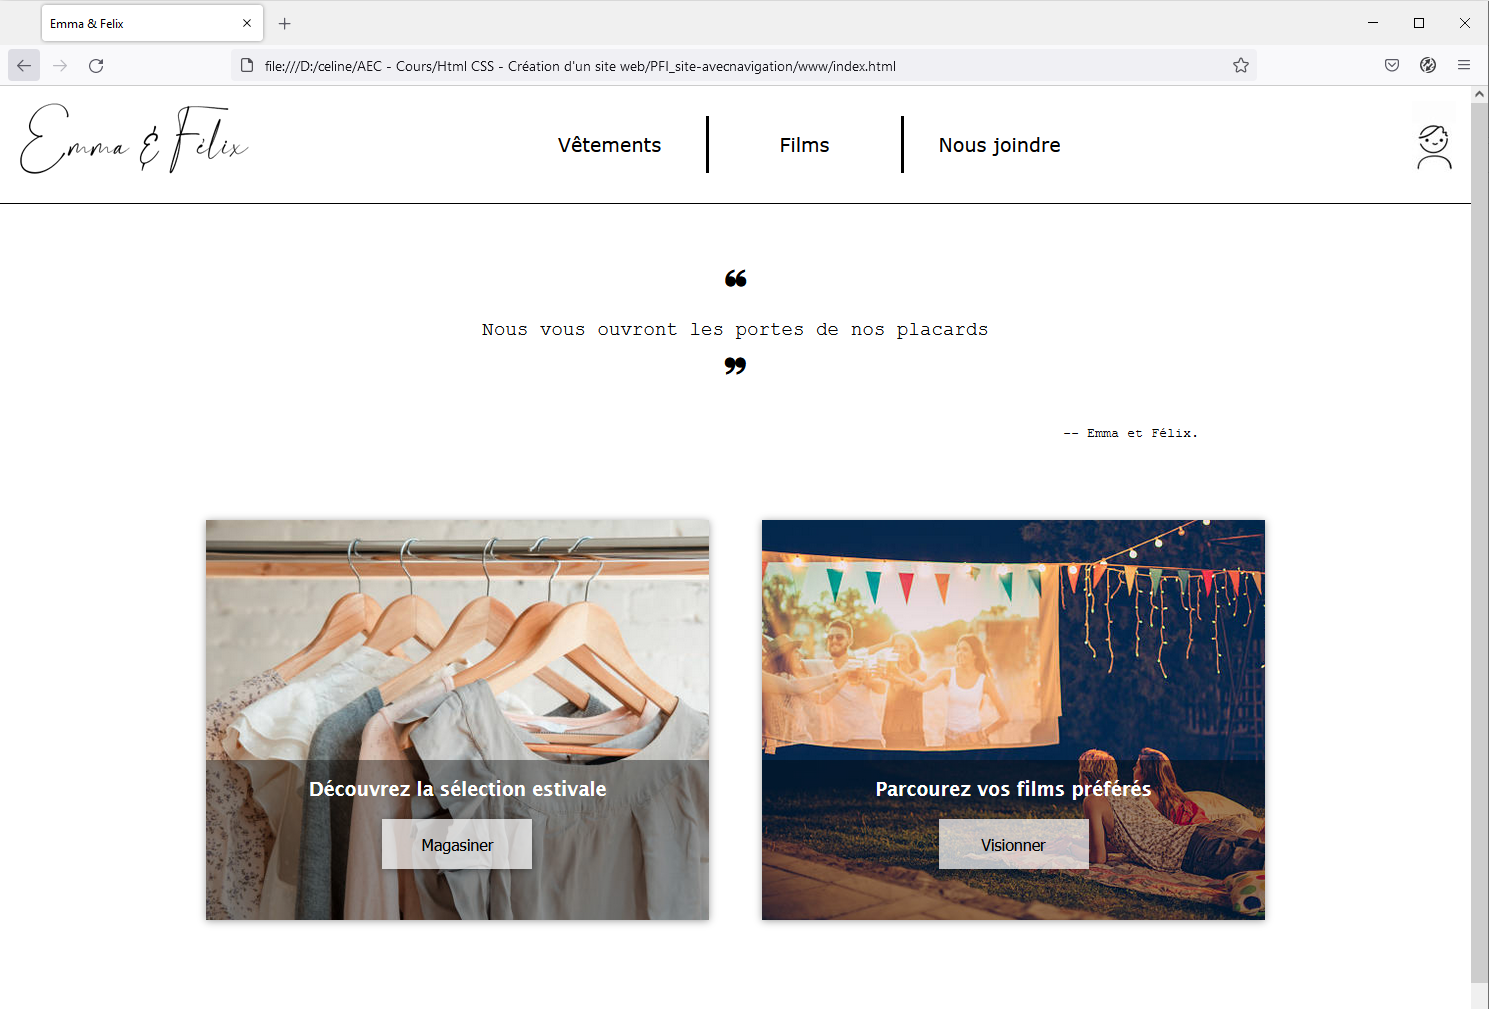 Emma & Felix
file:///D:/celine/AEC - Cours/Html CSS - Création d'un site web/PFI_site-avecnavigation/www/index.html
Emma & Félix
Vêtements
Films
Nous joindre
❝
Nous vous ouvront les portes de nos placards
❞
-- Emma et Félix.
Découvrez la sélection estivale
Magasiner
Parcourez vos films préférés
Visionner